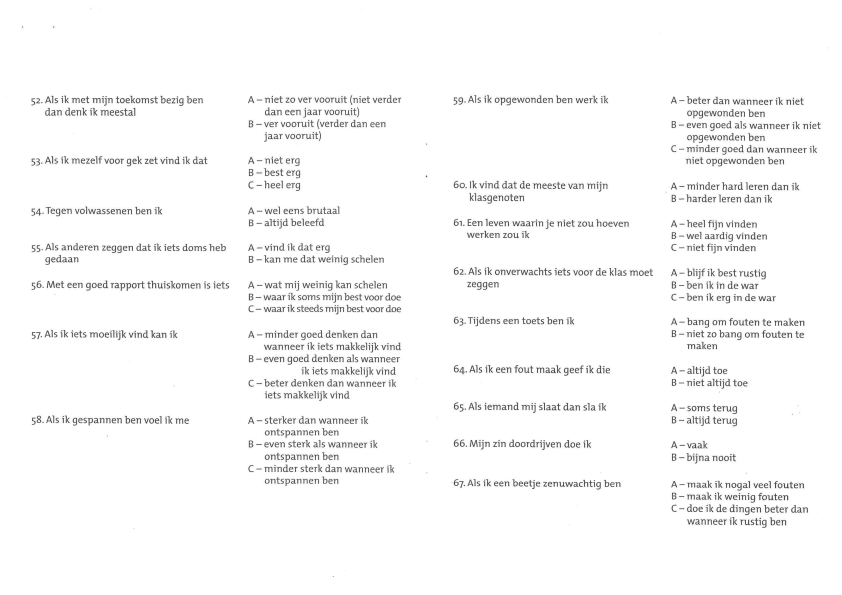 52. Als ik met mijn toekomst bezig ben
dan denk ik meestal
A – niet zo ver vooruit (niet verder
dan een jaar vooruit)
B – ver vooruit (verder dan een
jaar vooruit)
53. Als ik mezelf voor gek zet vind ik dat
A – niet erg
B – best erg
C – heel erg
54. Tegen volwassenen ben ik
A – wel eens brutaal
B – altijd beleefd
55. Als anderen zeggen dat ik iets doms heb
gedaan
A – vind ik dat erg
B – kan me dat weinig schelen
56. Met een goed rapport thuiskomen is iets
A – wat mij weinig kan schelen
B – waar ik soms mijn best voor doe
C – waar ik steeds mijn best voor doe
57. Als ik iets moeilijk vind kan ik
A – minder goed denken dan
wanneer ik iets makkelijk vind
B – even goed denken als wanneer
ik iets makkelijk vind
C – beter denken dan wanneer ik
iets makkelijk vind
58. Als ik gespannen ben voel ik me
A – sterker dan wanneer ik
ontspannen ben
B – even sterk als wanneer ik
ontspannen ben
C – minder sterk dan wanneer ik
ontspannen ben
59. Als ik opgewonden ben werk ik
A – beter dan wanneer ik niet
opgewonden ben
B – even goed als wanneer ik niet
opgewonden ben
C – minder goed dan wanneer ik
niet opgewonden ben
60. Ik vind dat de meeste van mijn
klasgenoten
A – minder hard leren dan ik
B – harder leren dan ik
61. Een leven waarin je niet zou hoeven
werken zou ik
A – heel fijn vinden
B – wel aardig vinden
C – niet fijn vinden
62. Als ik onverwachts iets voor de klas moet
zeggen
A – blijf ik best rustig
B – ben ik in de war
C – ben ik erg in de war
63. Tijdens een toets ben ik
A – bang om fouten te maken
B – niet zo bang om fouten te
maken
64. Als ik een fout maak geef ik die
A – altijd toe
B – niet altijd toe
65. Als iemand mij slaat dan sla ik
A – soms terug
B – altijd terug
66. Mijn zin doordrijven doe ik
A – vaak
B – bijna nooit
67. Als ik een beetje zenuwachtig ben
A – maak ik nogal veel fouten
B – maak ik weinig fouten
C – doe ik de dingen beter dan
wanneer ik rustig ben